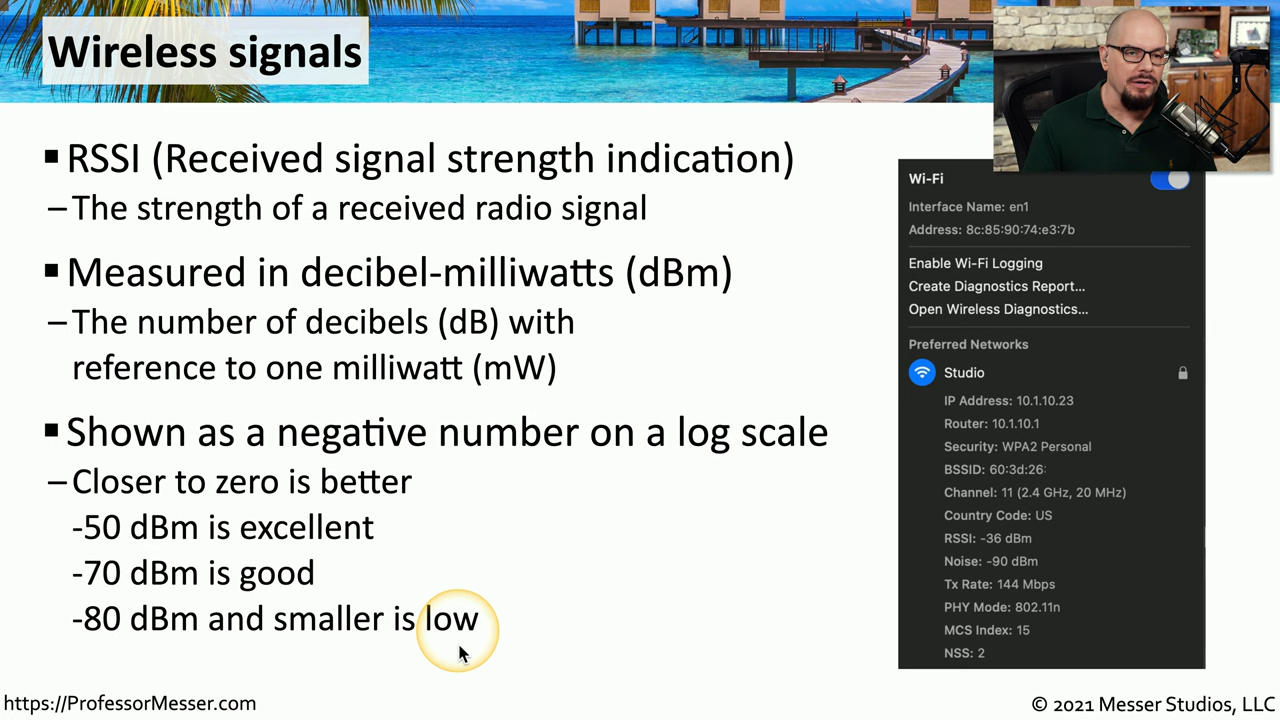 Wireless signals
▪ RSSI (Received signal strength indication)
– The strength of a received radio signal
▪ Measured in decibel-milliwatts (dBm)
– The number of decibels (dB) with
reference to one milliwatt (mW)
▪ Shown as a negative number on a log scale
– Closer to zero is better
-50 dBm is excellent
-70 dBm is good
-80 dBm and smaller is low
Wi-Fi
Interface Name: en1
Address: 8c:85:90:74:e3:7b
Enable Wi-Fi Logging
Create Diagnostics Report...
Open Wireless Diagnostics...
Preferred Networks
Studio
IP Address: 10.1.10.23
Router: 10.1.10.1
Security: WPA2 Personal
BSSID: 60:3d:26:
Channel: 11 (2.4 GHz, 20 MHz)
Country Code: US
RSSI: -36 dBm
Noise: -90 dBm
Tx Rate: 144 Mbps
PHY Mode: 802.11n
MCS Index: 15
NSS: 2
https://ProfessorMesser.com
© 2021 Messer Studios, LLC